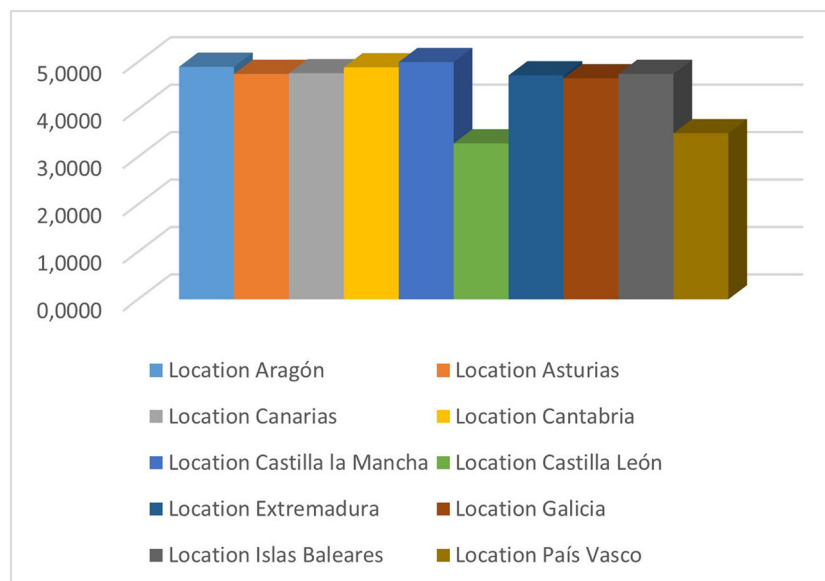 5,0000
4,0000
3,0000
2,0000
1,0000
0,0000
Location Aragón
Location Asturias
Location Canarias
Location Cantabria
Location Castilla la Mancha
Location Castilla León
Location Extremadura
Location Galicia
Location Islas Baleares
Location País Vasco